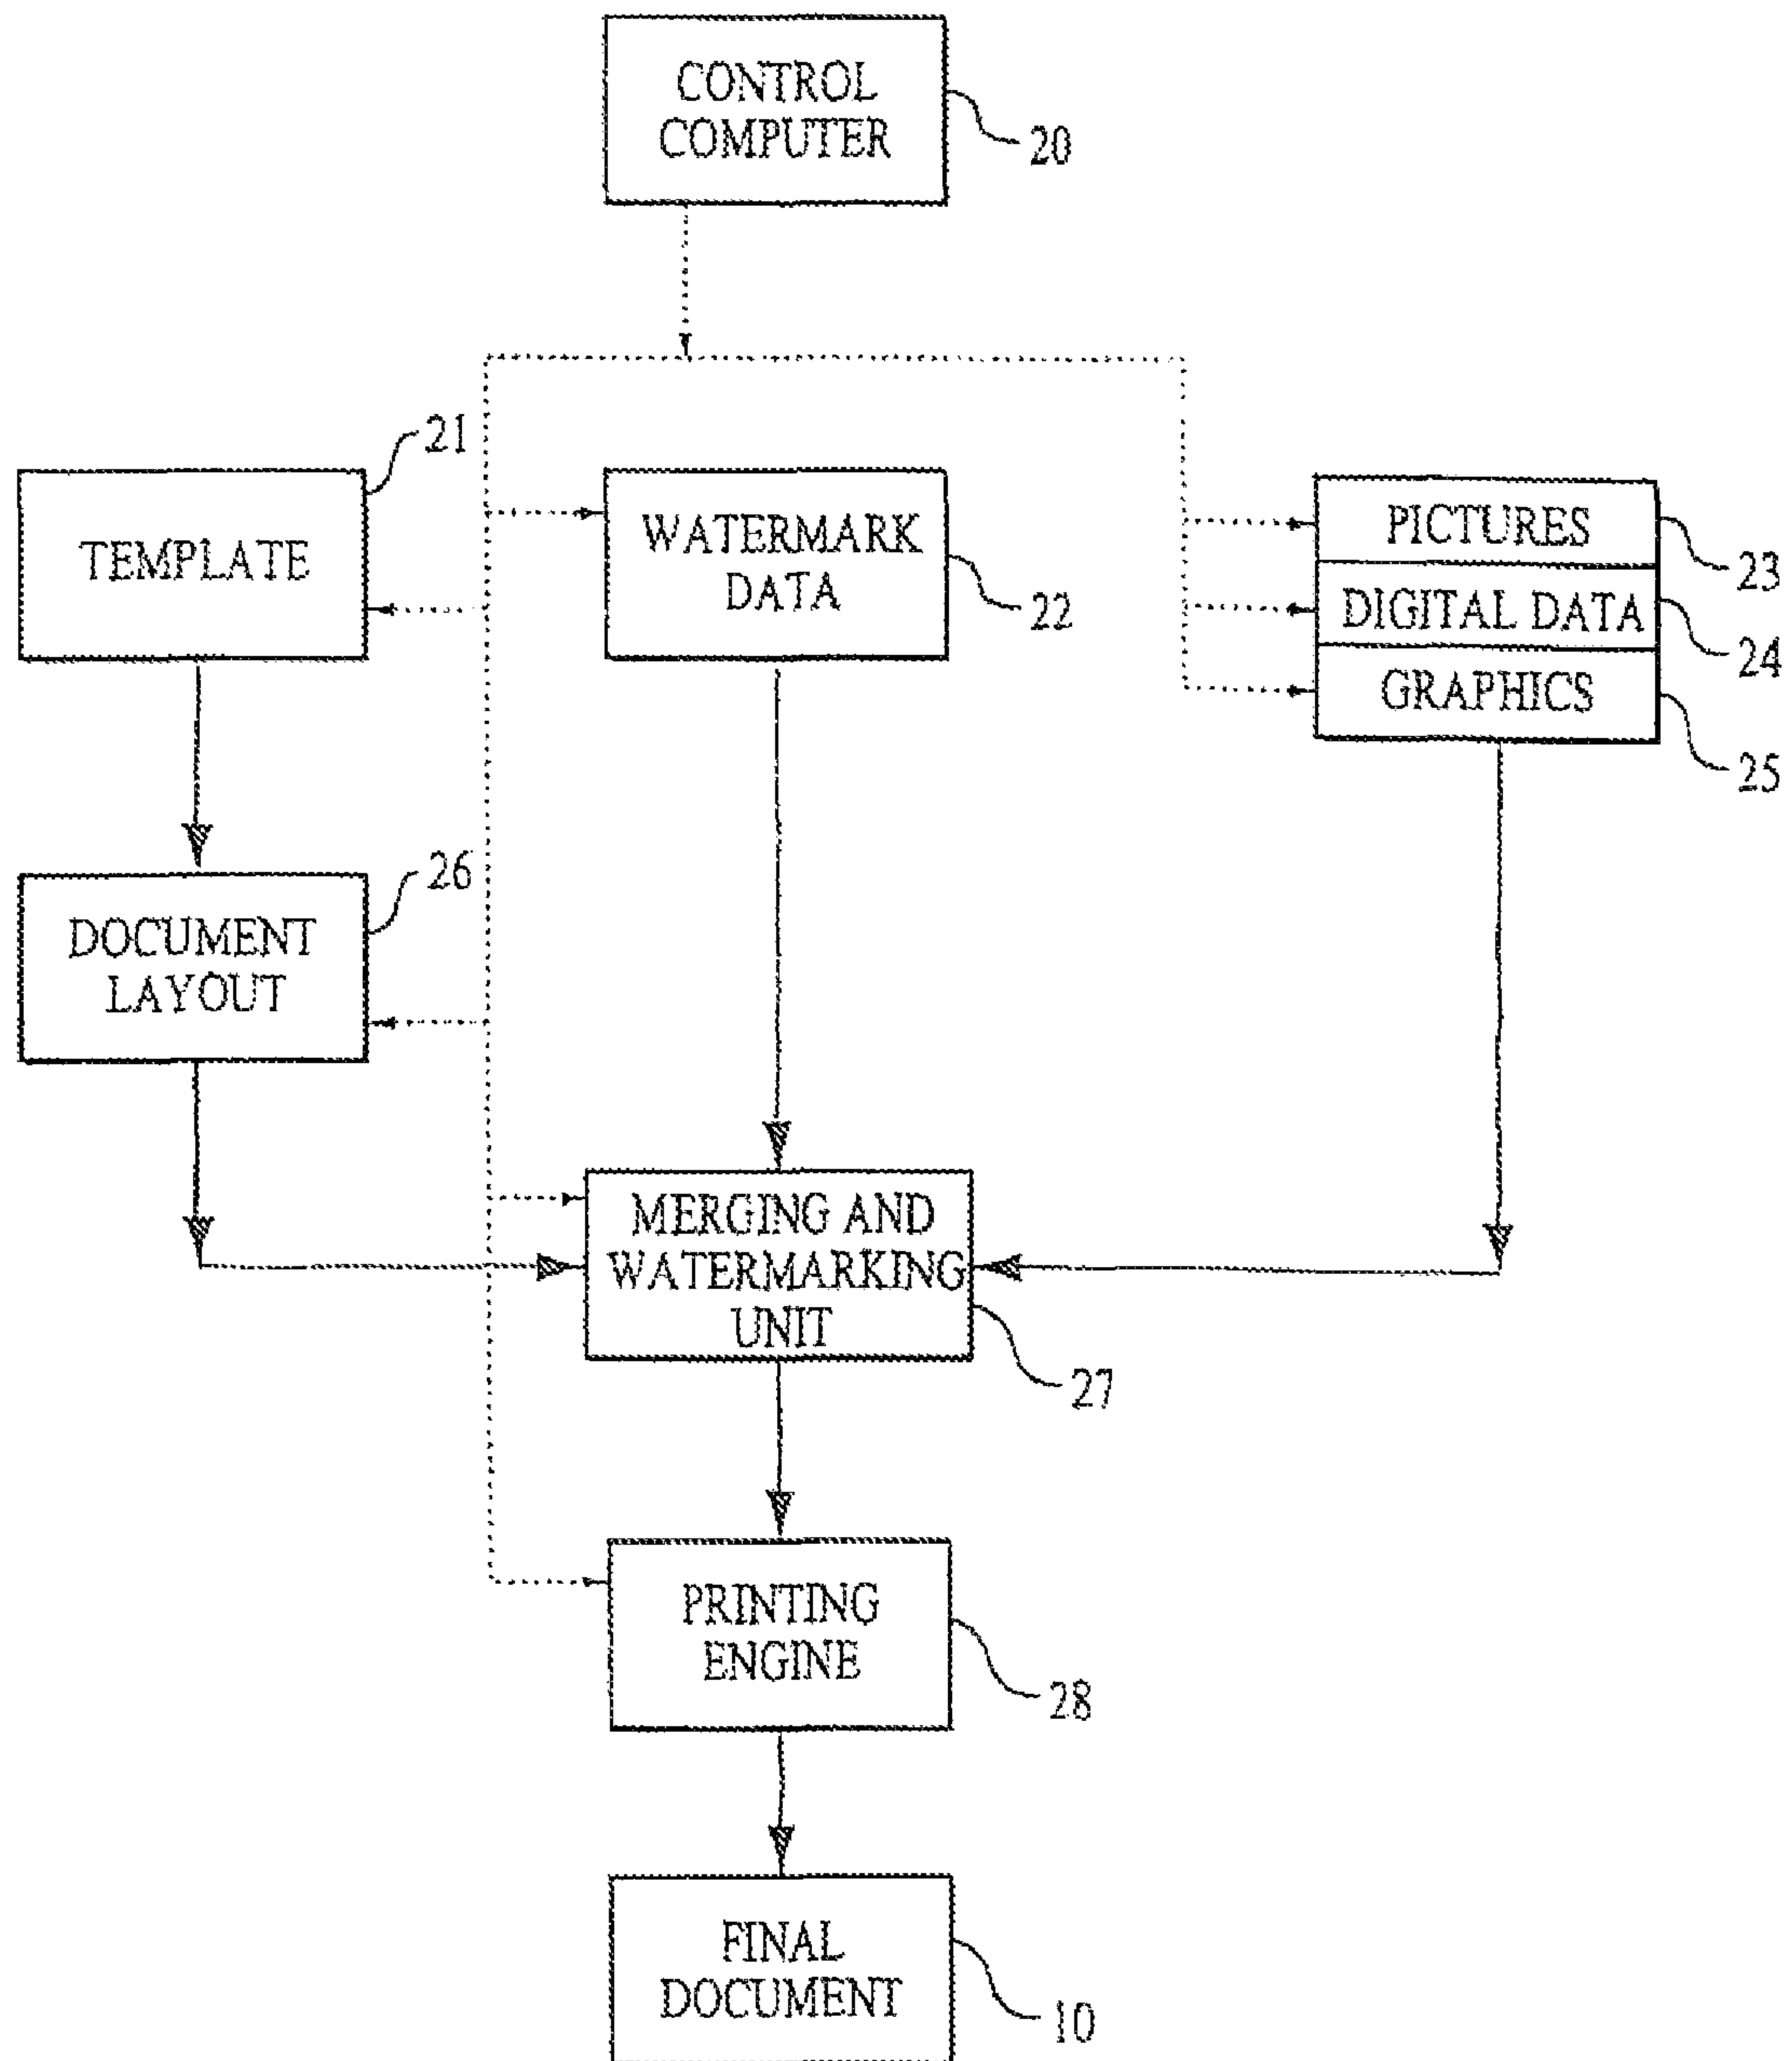 CONTROL
COMPUTER
20
21
TEMPLATE
WATERMARK
DATA
22
PICTURES
23
DIGITAL DATA
24
GRAPHICS
25
26
DOCUMENT
LAYOUT
MERGING AND
WATERMARKING
UNIT
27
PRINTING
ENGINE
28
FINAL
DOCUMENT
10